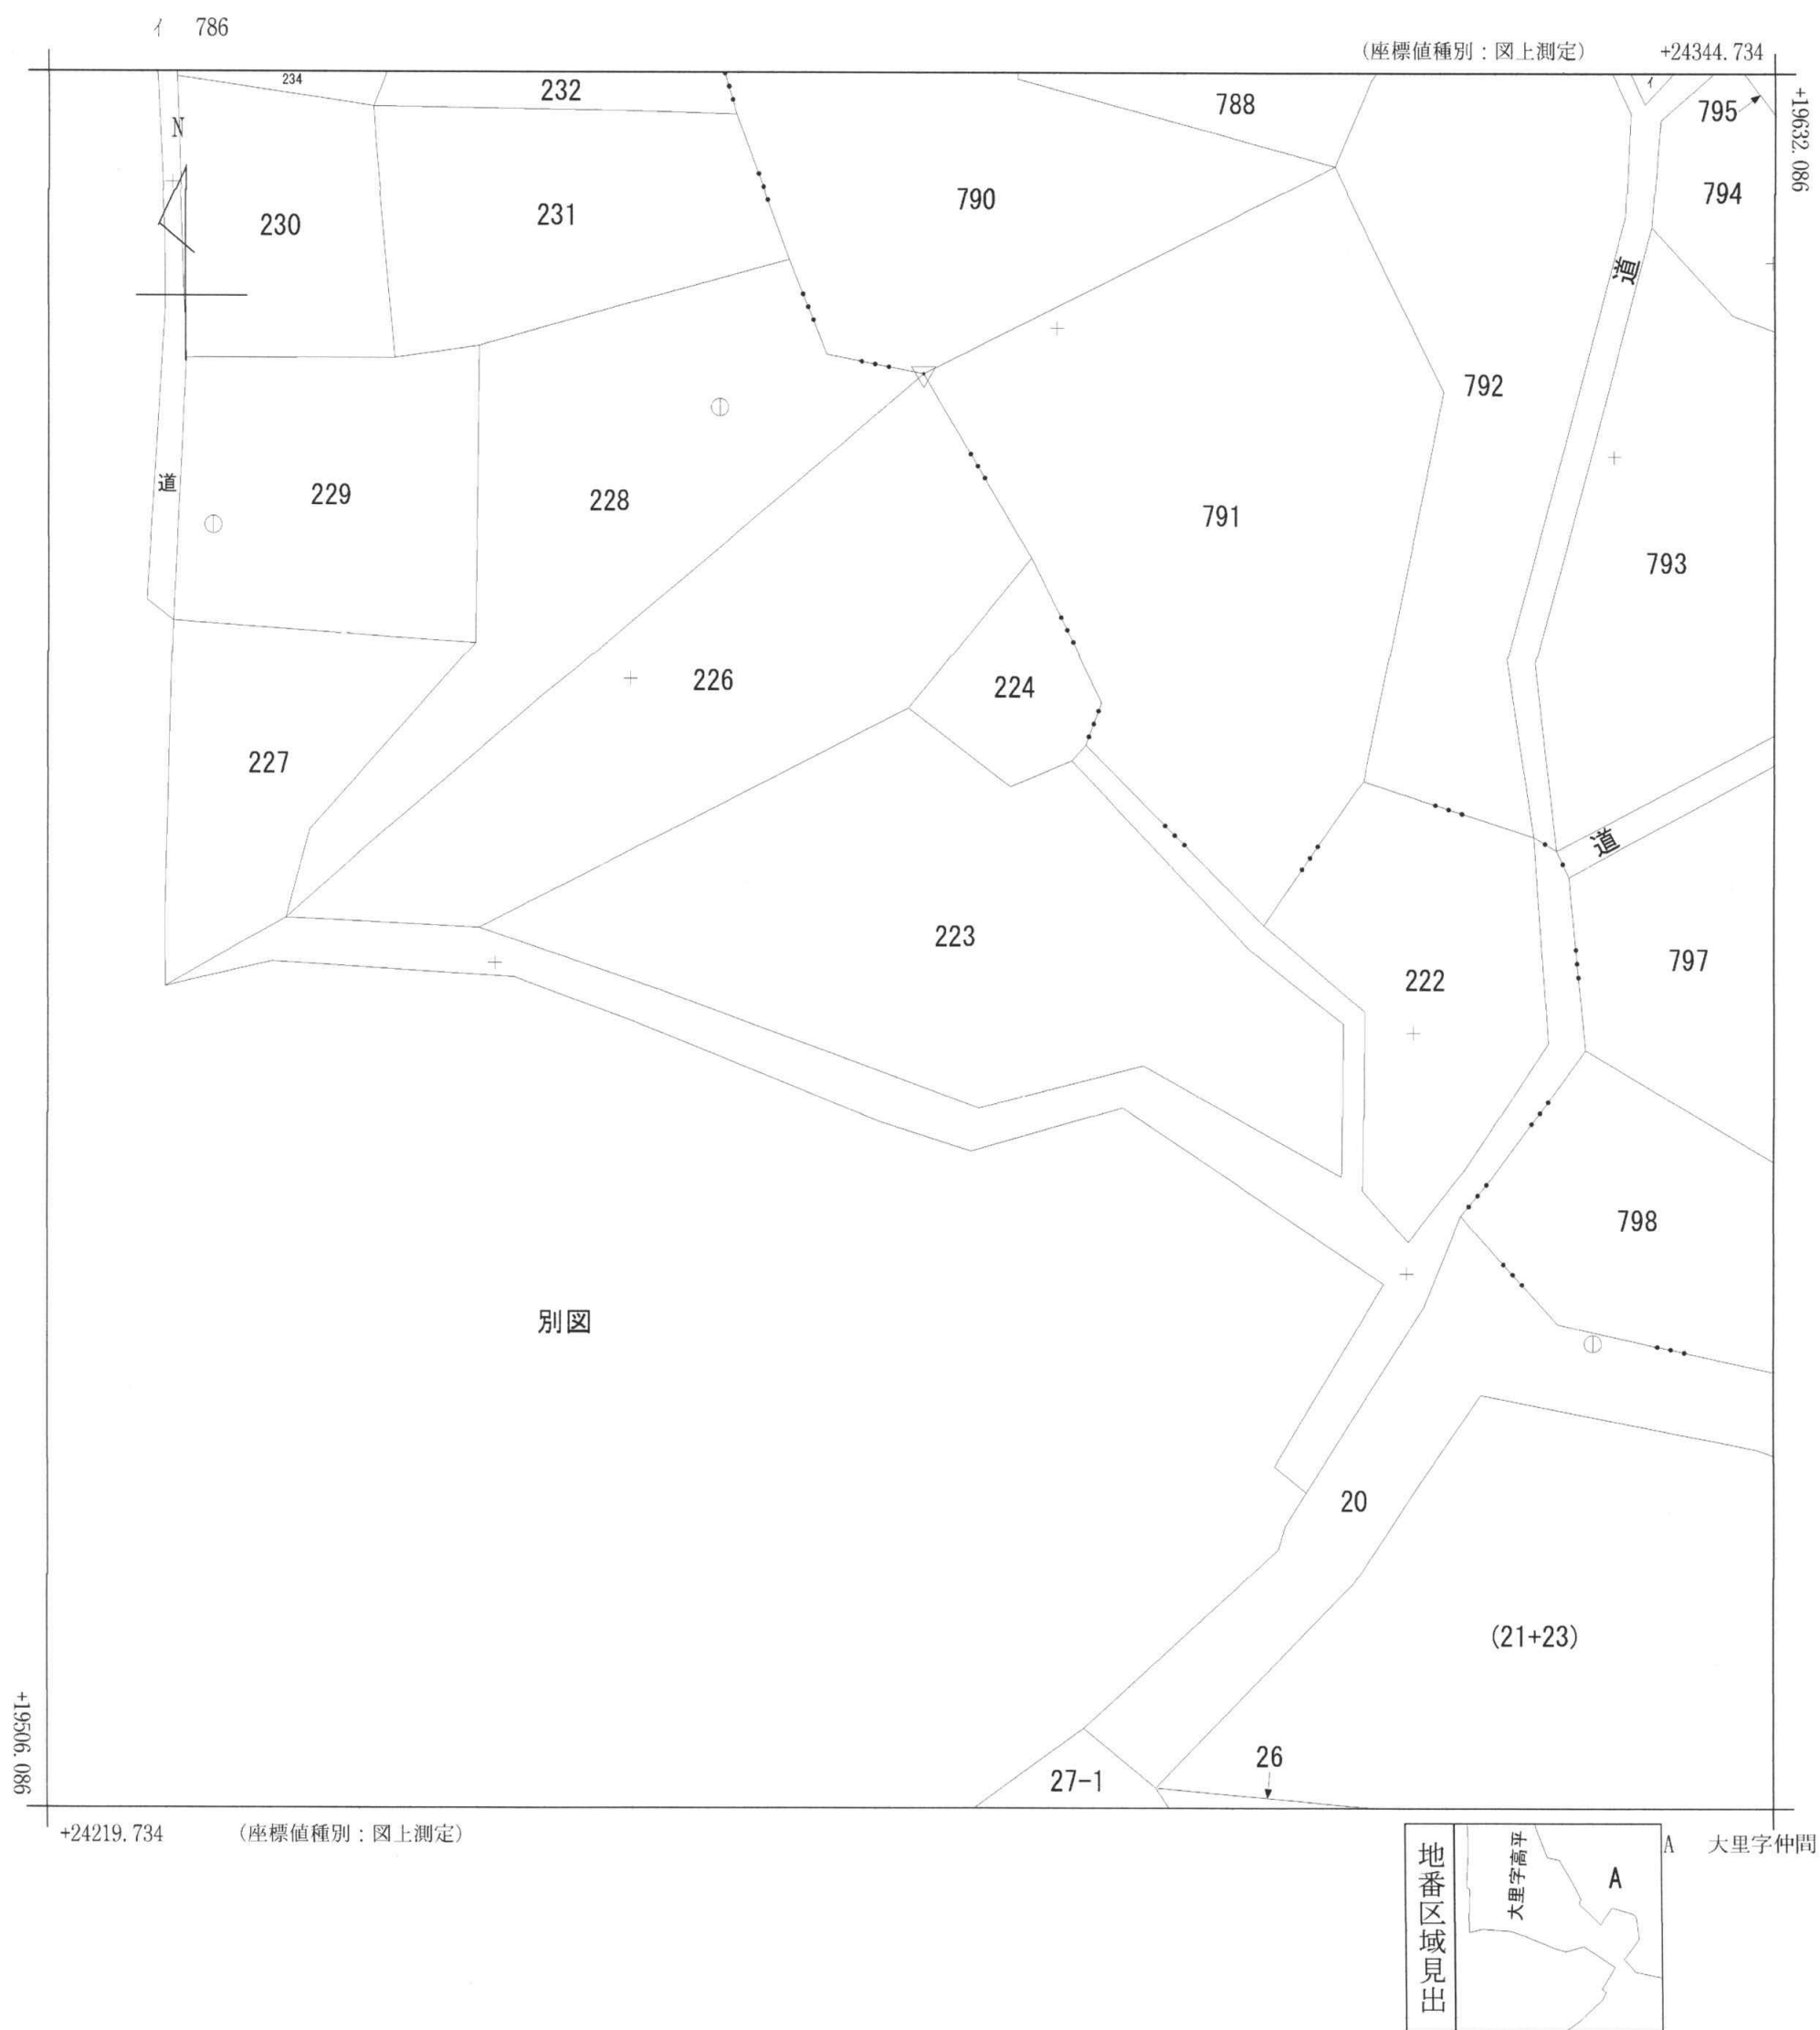 イ 786
(座標値種別：図上測定) +24344.734
+19632.086
234
232
788
イ
795
N
794
230
231
790
道
792
道
229
228
791
793
226
224
227
道
223
222
797
798
別図
20
(21+23)
26
27-1
+19506.086
+24219.734 (座標値種別：図上測定)
A 大里字仲間
地番区域見出
大里字高平
A